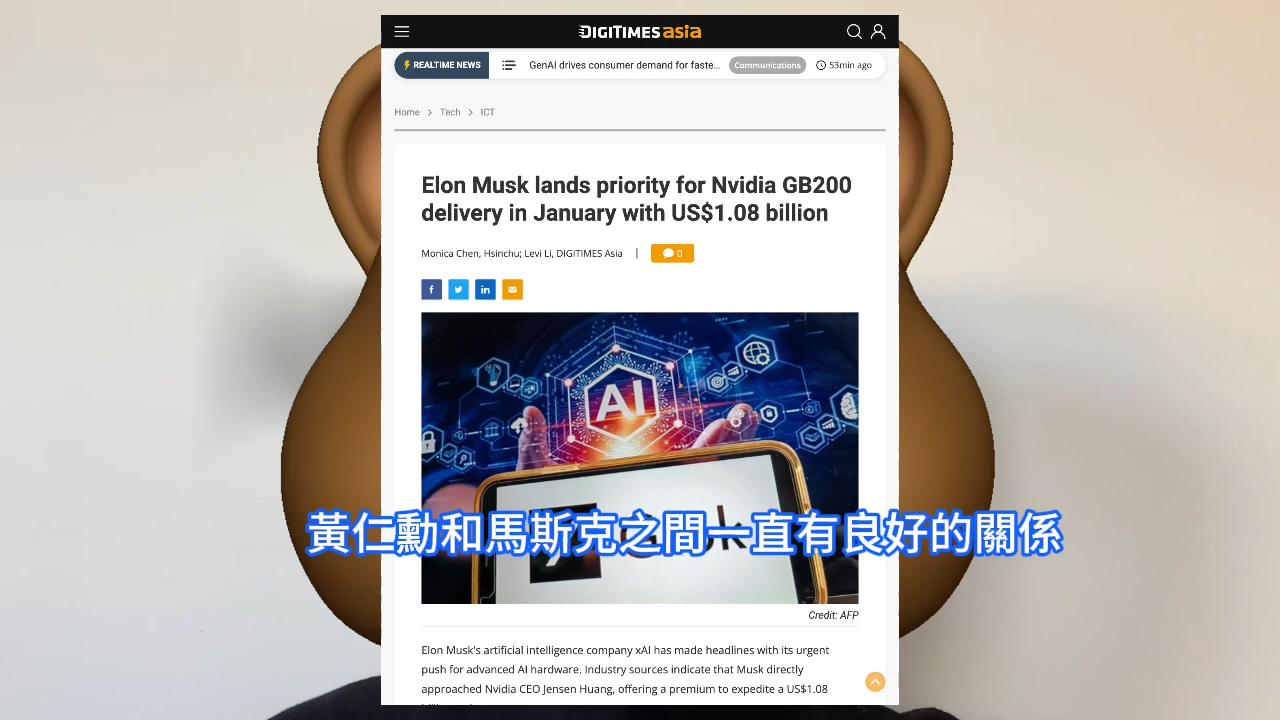 DIGITIMES asia
REALTIME NEWS
GenAI drives consumer demand for faste...
Communications
53min ago
Home > Tech > ICT
Elon Musk lands priority for Nvidia GB200
delivery in January with US$1.08 billion
Monica Chen, Hsinchu; Levi Li, DIGITIMES Asia | 0
AI
黃仁勳和馬斯克之間一直有良好的關係
Credit: AFP
Elon Musk's artificial intelligence company xAI has made headlines with its urgent
push for advanced AI hardware. Industry sources indicate that Musk directly
approached Nvidia CEO Jensen Huang, offering a premium to expedite a US$1.08